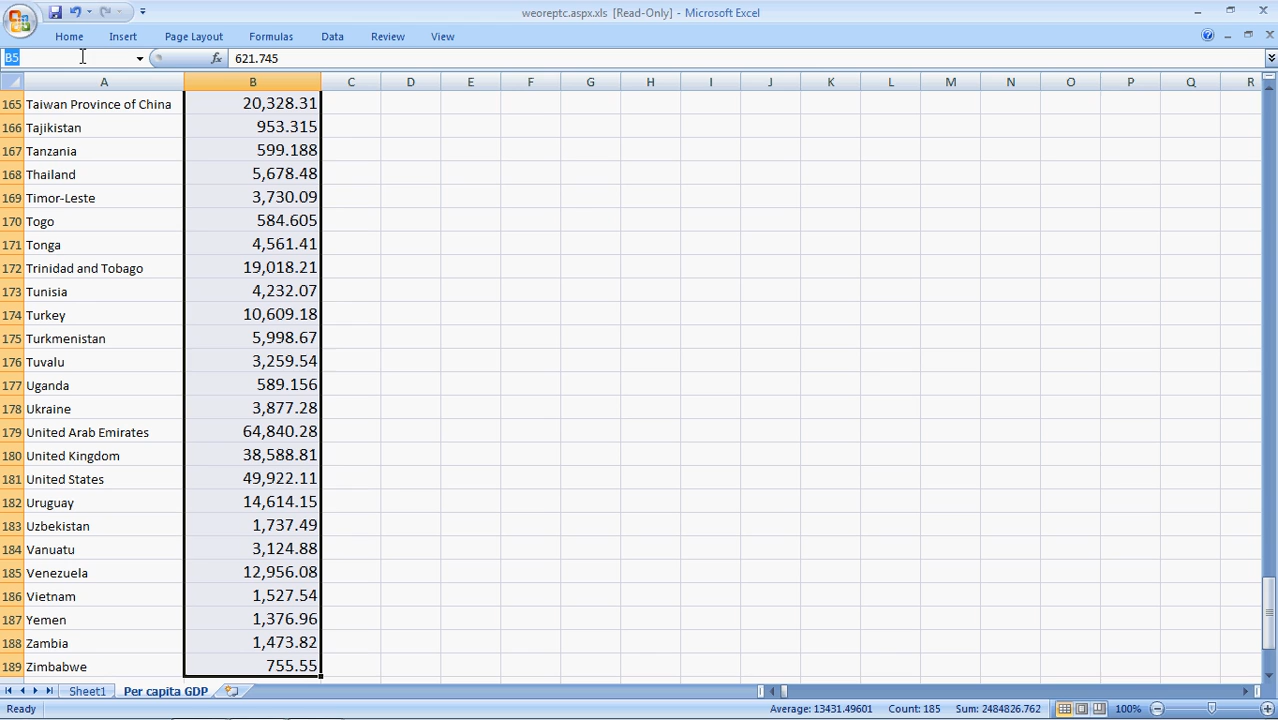 weoreptc.aspx.xls [Read-Only] - Microsoft Excel
Home Insert Page Layout Formulas Data Review View
B5 fx 621.745
A B C D E F G H I J K L M N O P Q R
165 Taiwan Province of China 20,328.31
166 Tajikistan 953.315
167 Tanzania 599.188
168 Thailand 5,678.48
169 Timor-Leste 3,730.09
170 Togo 584.605
171 Tonga 4,561.41
172 Trinidad and Tobago 19,018.21
173 Tunisia 4,232.07
174 Turkey 10,609.18
175 Turkmenistan 5,998.67
176 Tuvalu 3,259.54
177 Uganda 589.156
178 Ukraine 3,877.28
179 United Arab Emirates 64,840.28
180 United Kingdom 38,588.81
181 United States 49,922.11
182 Uruguay 14,614.15
183 Uzbekistan 1,737.49
184 Vanuatu 3,124.88
185 Venezuela 12,956.08
186 Vietnam 1,527.54
187 Yemen 1,376.96
188 Zambia 1,473.82
189 Zimbabwe 755.55
Sheet1 Per capita GDP
Ready Average: 13431.49601 Count: 185 Sum: 2484826.762 100%